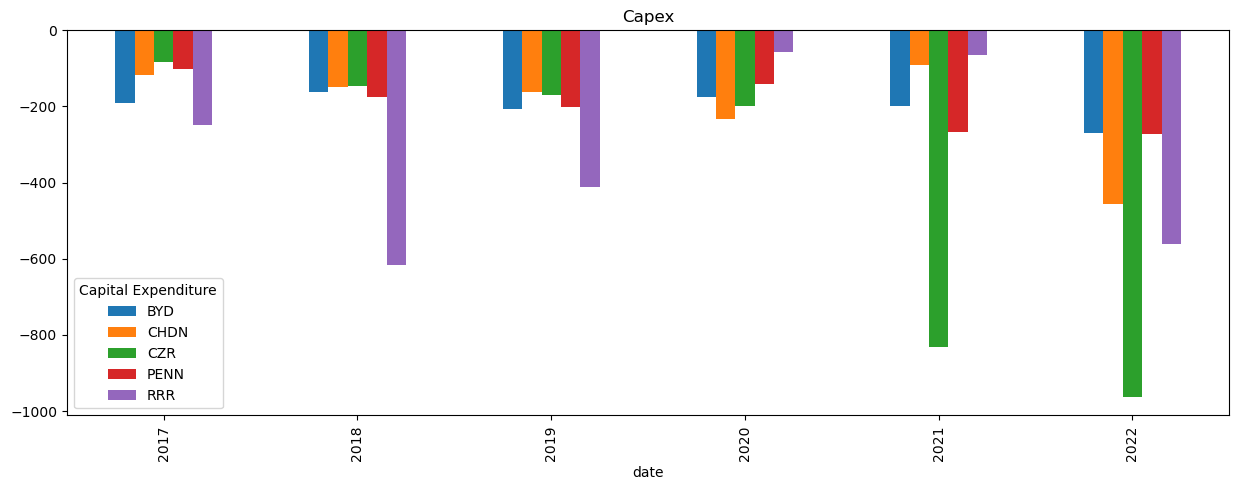 Capex
0
−200
−400
−600
−800
−1000
Capital Expenditure
BYD
CHDN
CZR
PENN
RRR
2017
2018
2019
2020
2021
2022
date